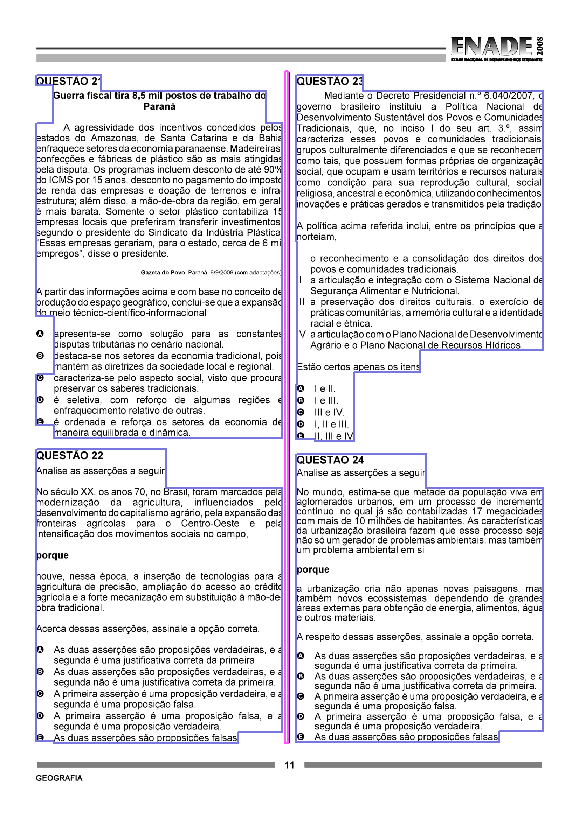 ENADE 2008
EXAME NACIONAL DE DESEMPENHO DOS ESTUDANTES
QUESTÃO 21
Guerra fiscal tira 8,5 mil postos de trabalho do
Paraná
A agressividade dos incentivos concedidos pelos
estados do Amazonas, de Santa Catarina e da Bahia
enfraquece setores da economia paranaense. Madeireiras,
confecções e fábricas de plástico são as mais atingidas
pela disputa. Os programas incluem desconto de até 90%
do ICMS por 15 anos, desconto no pagamento do imposto
de renda das empresas e doação de terrenos e infra-
estrutura; além disso, a mão-de-obra da região, em geral,
é mais barata. Somente o setor plástico contabiliza 15
empresas locais que preferiram transferir investimentos,
segundo o presidente do Sindicato da Indústria Plástica.
"Essas empresas gerariam, para o estado, cerca de 6 mil
empregos", disse o presidente.
Gazeta do Povo. Paraná, 5/9/2006 (com adaptações).
A partir das informações acima e com base no conceito de
produção do espaço geográfico, conclui-se que a expansão
do meio técnico-científico-informacional
A apresenta-se como solução para as constantes
disputas tributárias no cenário nacional.
B destaca-se nos setores da economia tradicional, pois
mantém as diretrizes da sociedade local e regional.
C caracteriza-se pelo aspecto social, visto que procura
preservar os saberes tradicionais.
D é seletiva, com reforço de algumas regiões e
enfraquecimento relativo de outras.
E é ordenada e reforça os setores da economia de
maneira equilibrada e dinâmica.
QUESTÃO 22
Analise as asserções a seguir.
No século XX, os anos 70, no Brasil, foram marcados pela
modernização da agricultura, influenciados pelo
desenvolvimento do capitalismo agrário, pela expansão das
fronteiras agrícolas para o Centro-Oeste e pela
intensificação dos movimentos sociais no campo,
porque
houve, nessa época, a inserção de tecnologias para a
agricultura de precisão, ampliação do acesso ao crédito
agrícola e a forte mecanização em substituição à mão-de-
obra tradicional.
Acerca dessas asserções, assinale a opção correta.
A As duas asserções são proposições verdadeiras, e a
segunda é uma justificativa correta da primeira.
B As duas asserções são proposições verdadeiras, e a
segunda não é uma justificativa correta da primeira.
C A primeira asserção é uma proposição verdadeira, e a
segunda é uma proposição falsa.
D A primeira asserção é uma proposição falsa, e a
segunda é uma proposição verdadeira.
E As duas asserções são proposições falsas.
QUESTÃO 23
Mediante o Decreto Presidencial n.º 6.040/2007, o
governo brasileiro instituiu a Política Nacional de
Desenvolvimento Sustentável dos Povos e Comunidades
Tradicionais, que, no inciso I do seu art. 3.º, assim
caracteriza esses povos e comunidades tradicionais:
grupos culturalmente diferenciados e que se reconhecem
como tais, que possuem formas próprias de organização
social, que ocupam e usam territórios e recursos naturais
como condição para sua reprodução cultural, social,
religiosa, ancestral e econômica, utilizando conhecimentos,
inovações e práticas gerados e transmitidos pela tradição.
A política acima referida inclui, entre os princípios que a
norteiam,
o reconhecimento e a consolidação dos direitos dos
povos e comunidades tradicionais.
I a articulação e integração com o Sistema Nacional de
Segurança Alimentar e Nutricional.
II a preservação dos direitos culturais, o exercício de
práticas comunitárias, a memória cultural e a identidade
racial e étnica.
V a articulação com o Plano Nacional de Desenvolvimento
Agrário e o Plano Nacional de Recursos Hídricos.
Estão certos apenas os itens
A I e II.
B I e III.
C III e IV.
D I, II e III.
E II, III e IV.
QUESTÃO 24
Analise as asserções a seguir.
No mundo, estima-se que metade da população viva em
aglomerados urbanos, em um processo de incremento
contínuo, no qual já são contabilizadas 17 megacidades
com mais de 10 milhões de habitantes. As características
da urbanização brasileira fazem que esse processo seja
não só um gerador de problemas ambientais, mas também
um problema ambiental em si
porque
a urbanização cria não apenas novas paisagens, mas
também novos ecossistemas, dependendo de grandes
áreas externas para obtenção de energia, alimentos, água
e outros materiais.
A respeito dessas asserções, assinale a opção correta.
A As duas asserções são proposições verdadeiras, e a
segunda é uma justificativa correta da primeira.
B As duas asserções são proposições verdadeiras, e a
segunda não é uma justificativa correta da primeira.
C A primeira asserção é uma proposição verdadeira, e a
segunda é uma proposição falsa.
D A primeira asserção é uma proposição falsa, e a
segunda é uma proposição verdadeira.
E As duas asserções são proposições falsas.
11
GEOGRAFIA